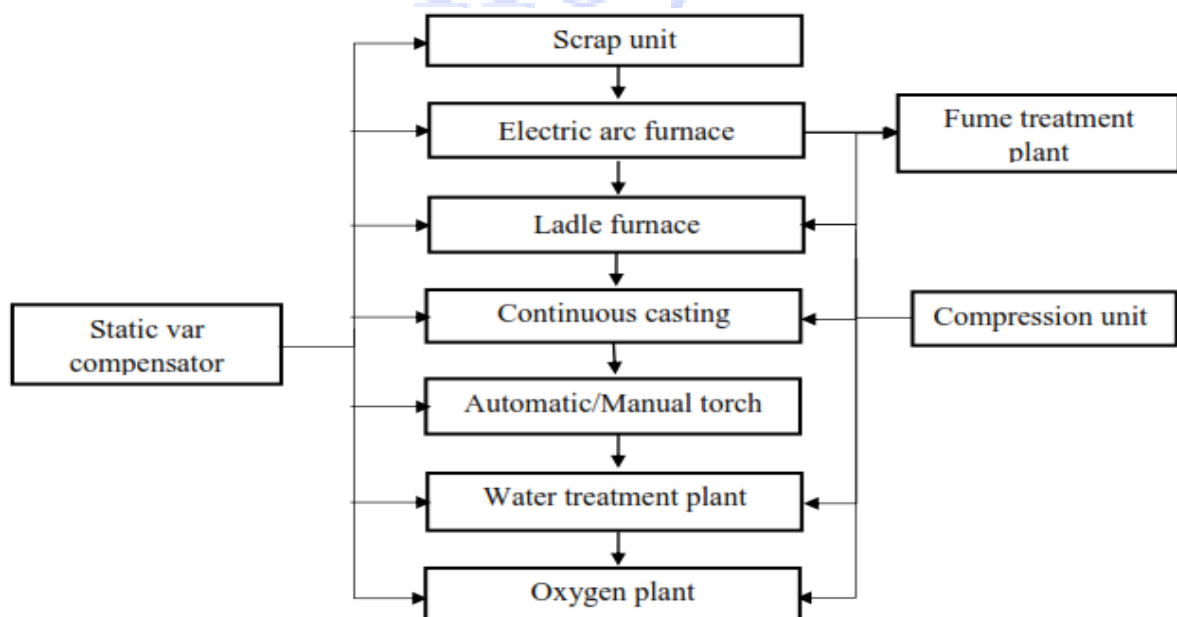 Scrap unit
Electric arc furnace
Fume treatment
plant
Ladle furnace
Static var
compensator
Continuous casting
Compression unit
Automatic/Manual torch
Water treatment plant
Oxygen plant